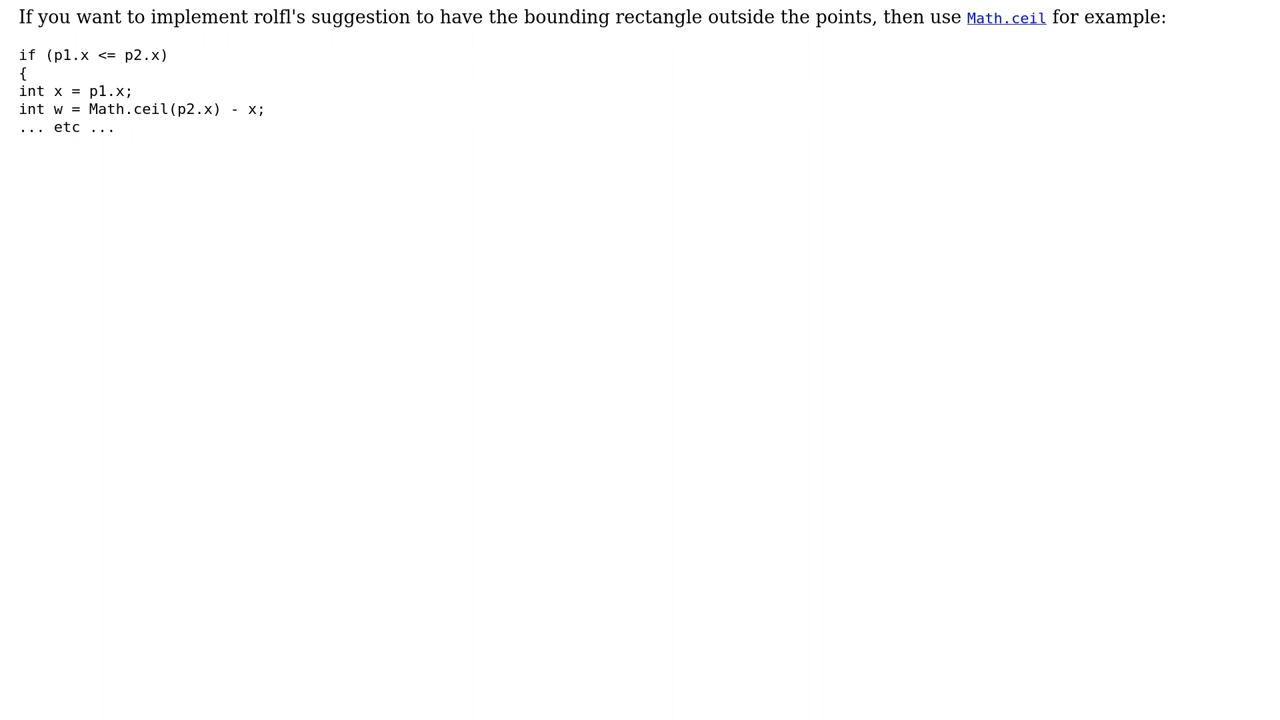 If you want to implement rolfl's suggestion to have the bounding rectangle outside the points, then use Math.ceil for example:
if (p1.x <= p2.x)
{
int x = p1.x;
int w = Math.ceil(p2.x) - x;
... etc ...